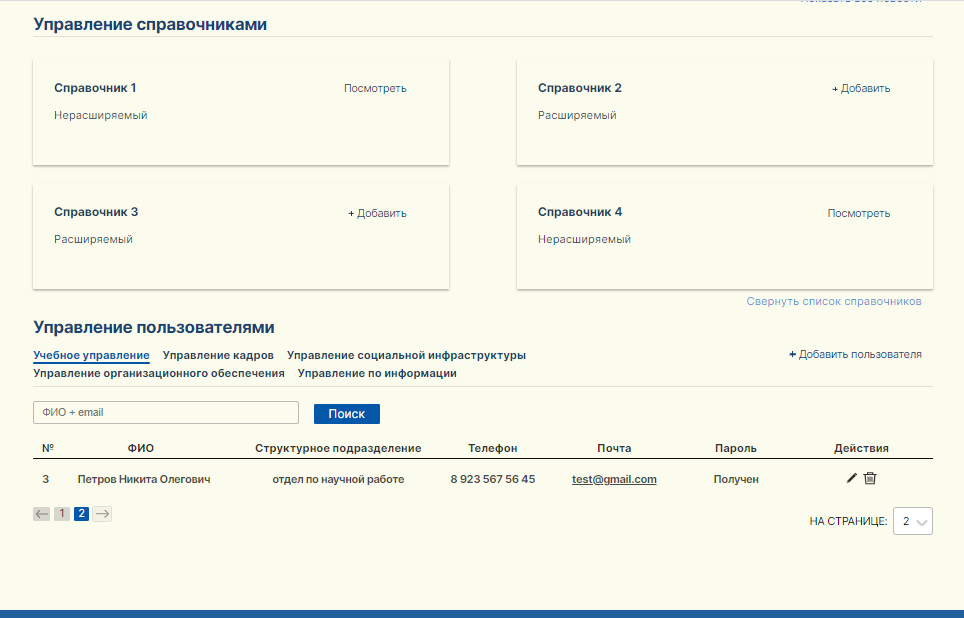 Управление справочниками
Справочник 1 Посмотреть
Нерасширяемый
Справочник 2 + Добавить
Расширяемый
Справочник 3 + Добавить
Расширяемый
Справочник 4 Посмотреть
Нерасширяемый
Свернуть список справочников
Управление пользователями
Учебное управление Управление кадров Управление социальной инфраструктуры + Добавить пользователя
Управление организационного обеспечения Управление по информации
ФИО + email Поиск
№ ФИО Структурное подразделение Телефон Почта Пароль Действия
3 Петров Никита Олегович отдел по научной работе 8 923 567 56 45 test@gmail.com Получен
← 1 2 →
НА СТРАНИЦЕ: 2